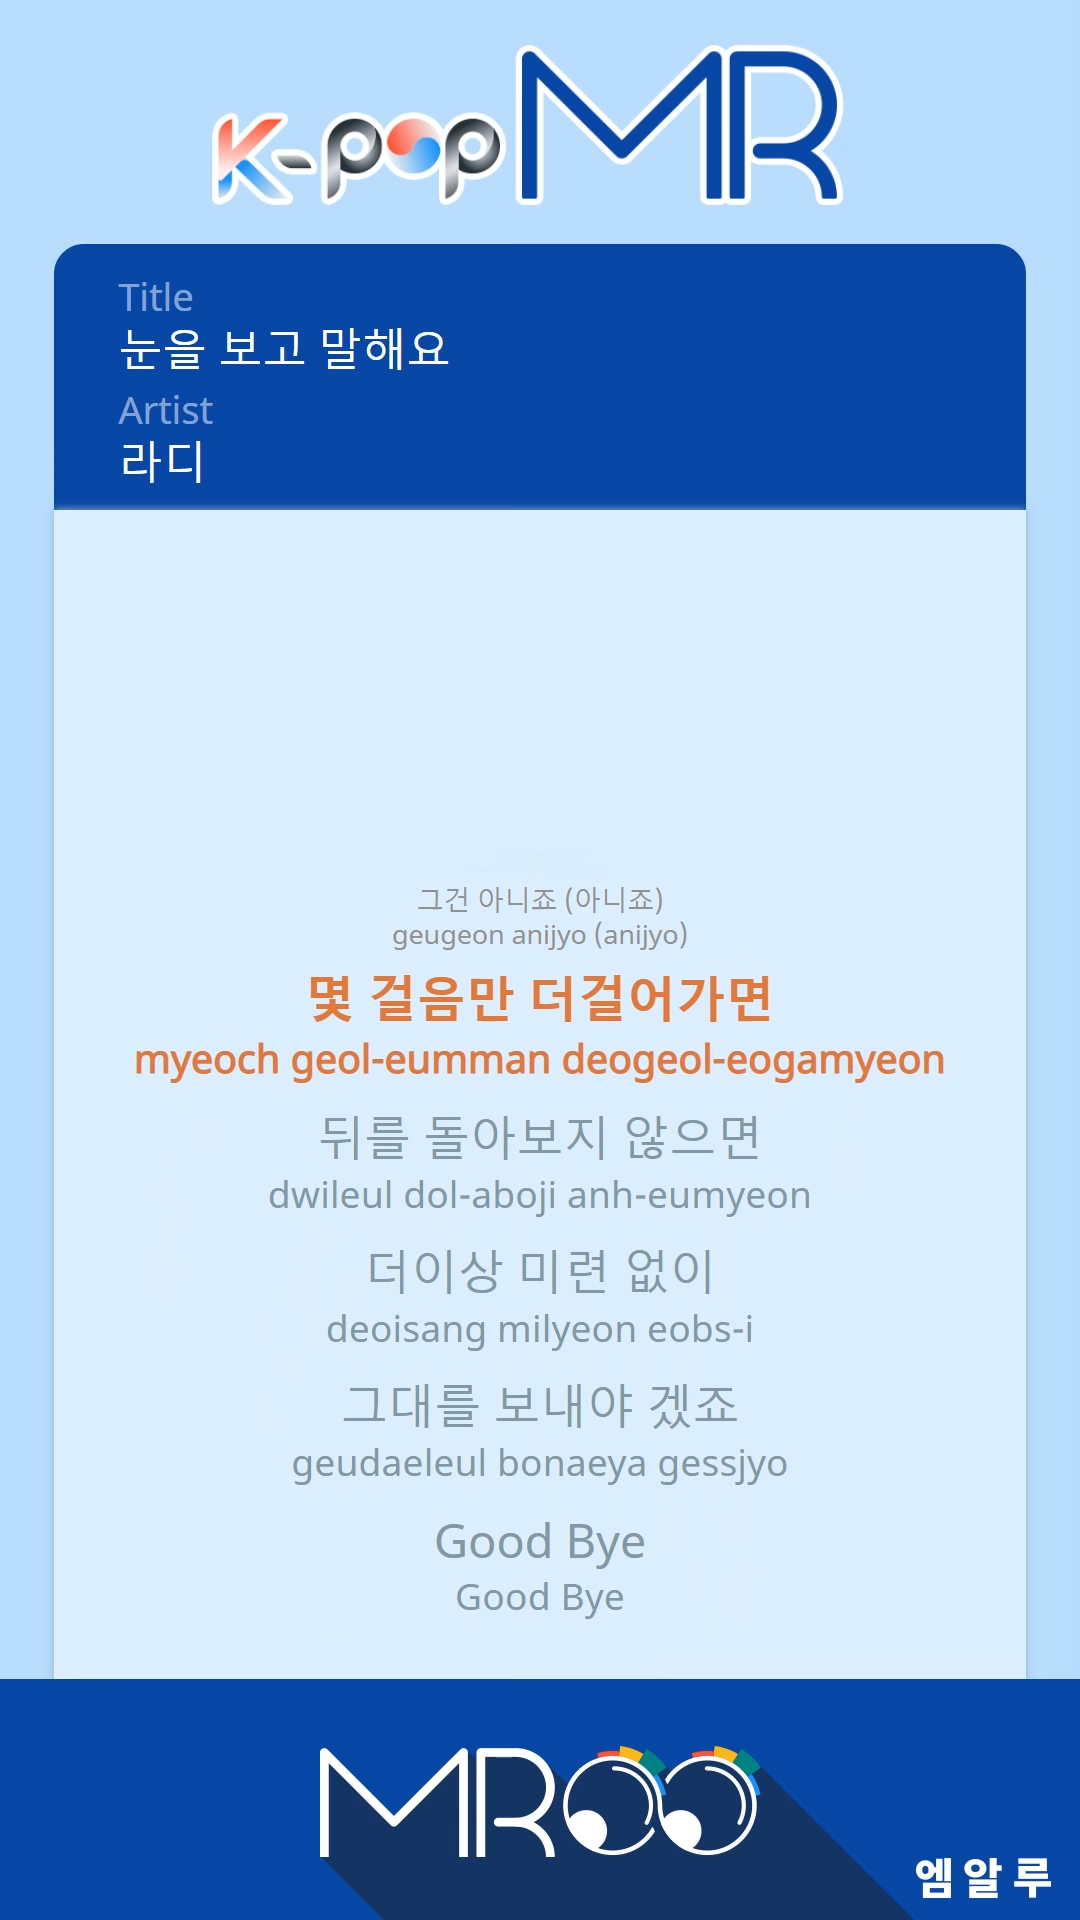 K-pop MR
Title
눈을 보고 말해요
Artist
라디
그건 아니죠 (아니죠)
geugeon anijyo (anijyo)
몇 걸음만 더걸어가면
myeoch geol-eumman deogeol-eogamyeon
뒤를 돌아보지 않으면
dwileul dol-aboji anh-eumyeon
더이상 미련 없이
deoisang milyeon eobs-i
그대를 보내야 겠죠
geudaeleul bonaeya gessjyo
Good Bye
Good Bye
MROO
엠알루